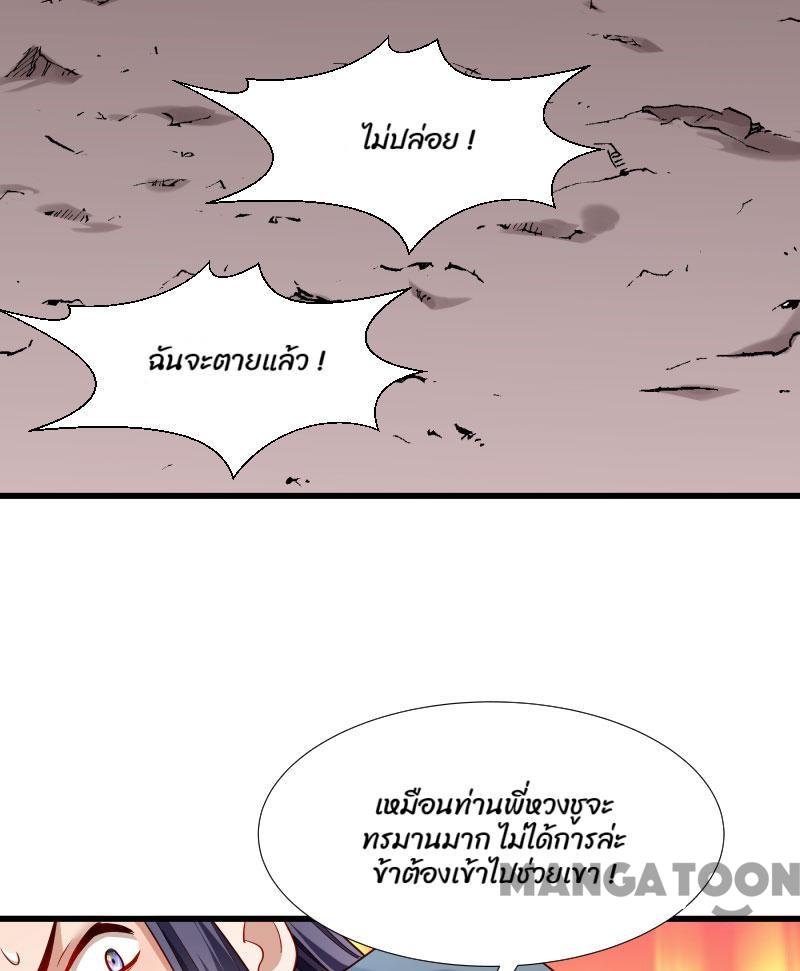 ไม่ปล่อย !
ฉันจะตายแล้ว !
เหมือนท่านพี่หวงชูจะ
ทรมานมาก ไม่ได้การล่ะ
ข้าต้องเข้าไปช่วยเขา !
MANGATOON